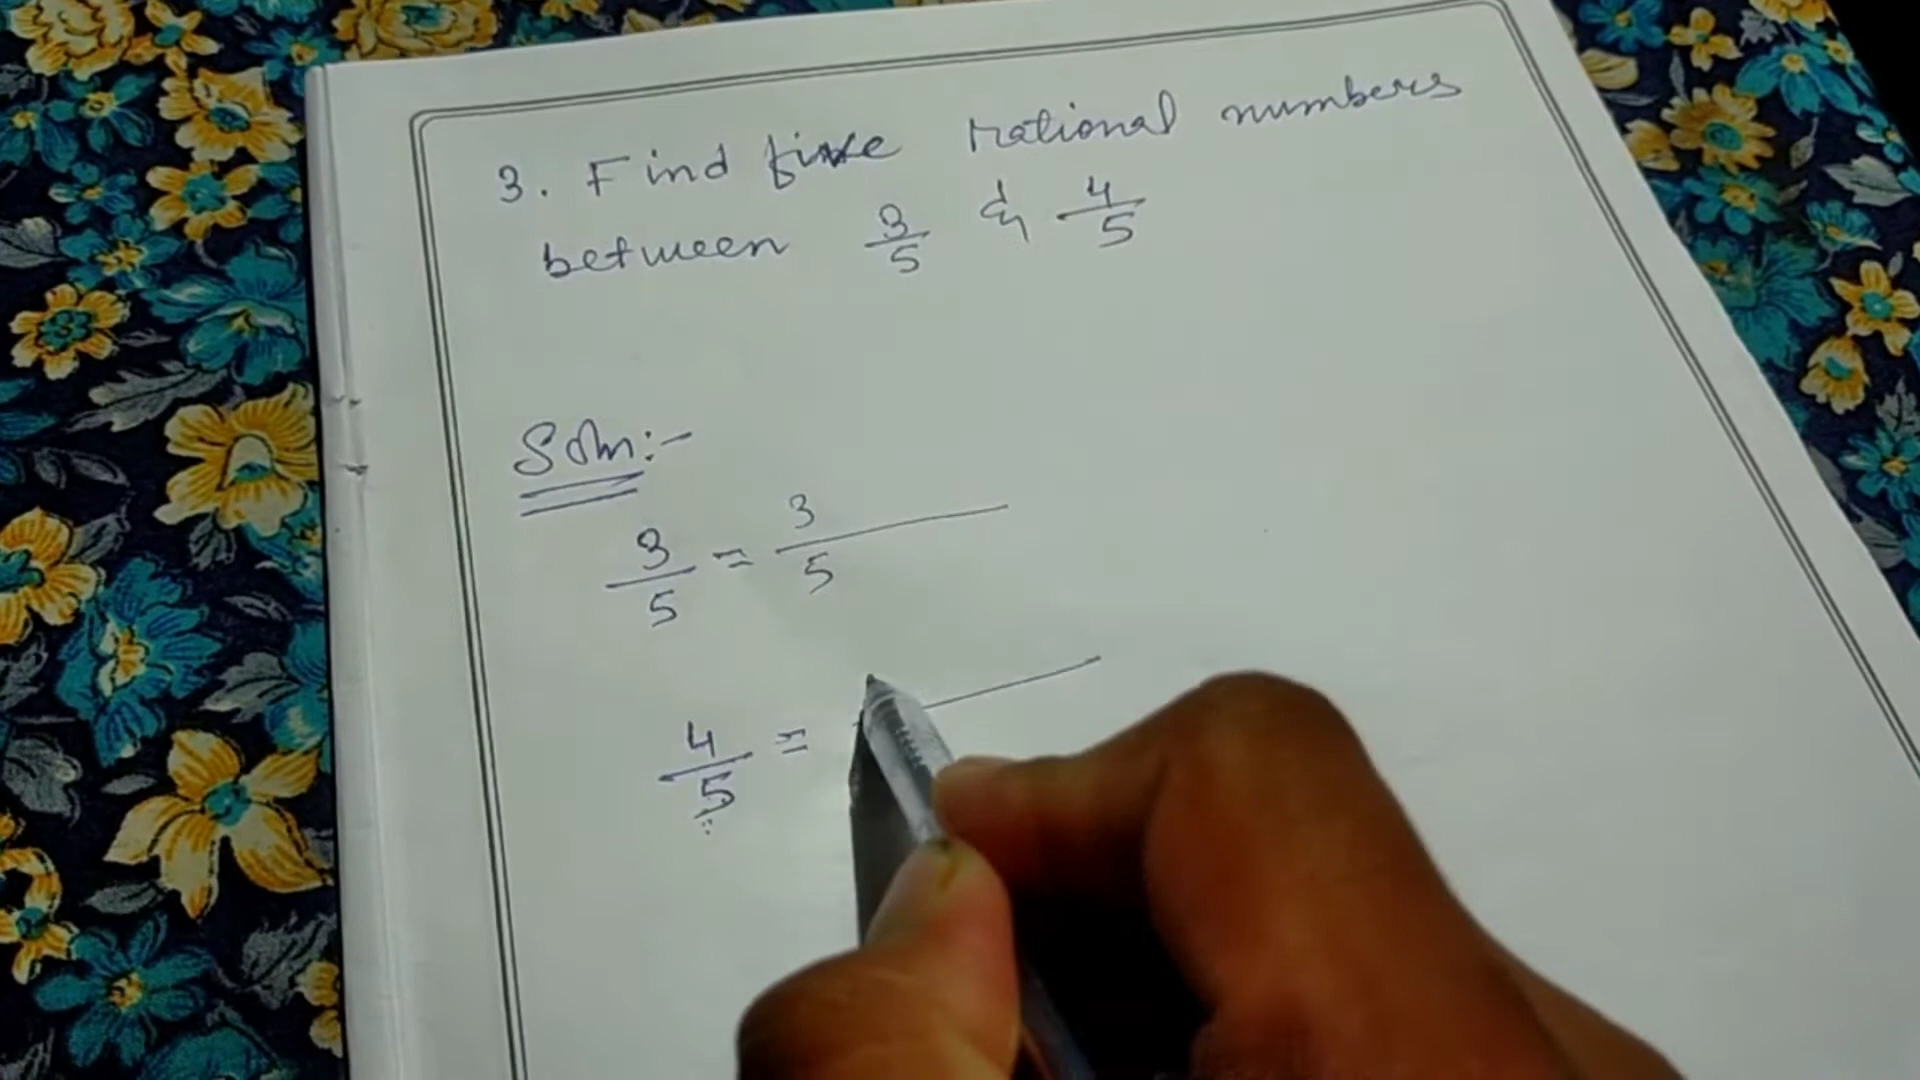 3. Find five rational numbers
between 3/5 & 4/5
Soln:-
3/5 = 3/5
4/5 =